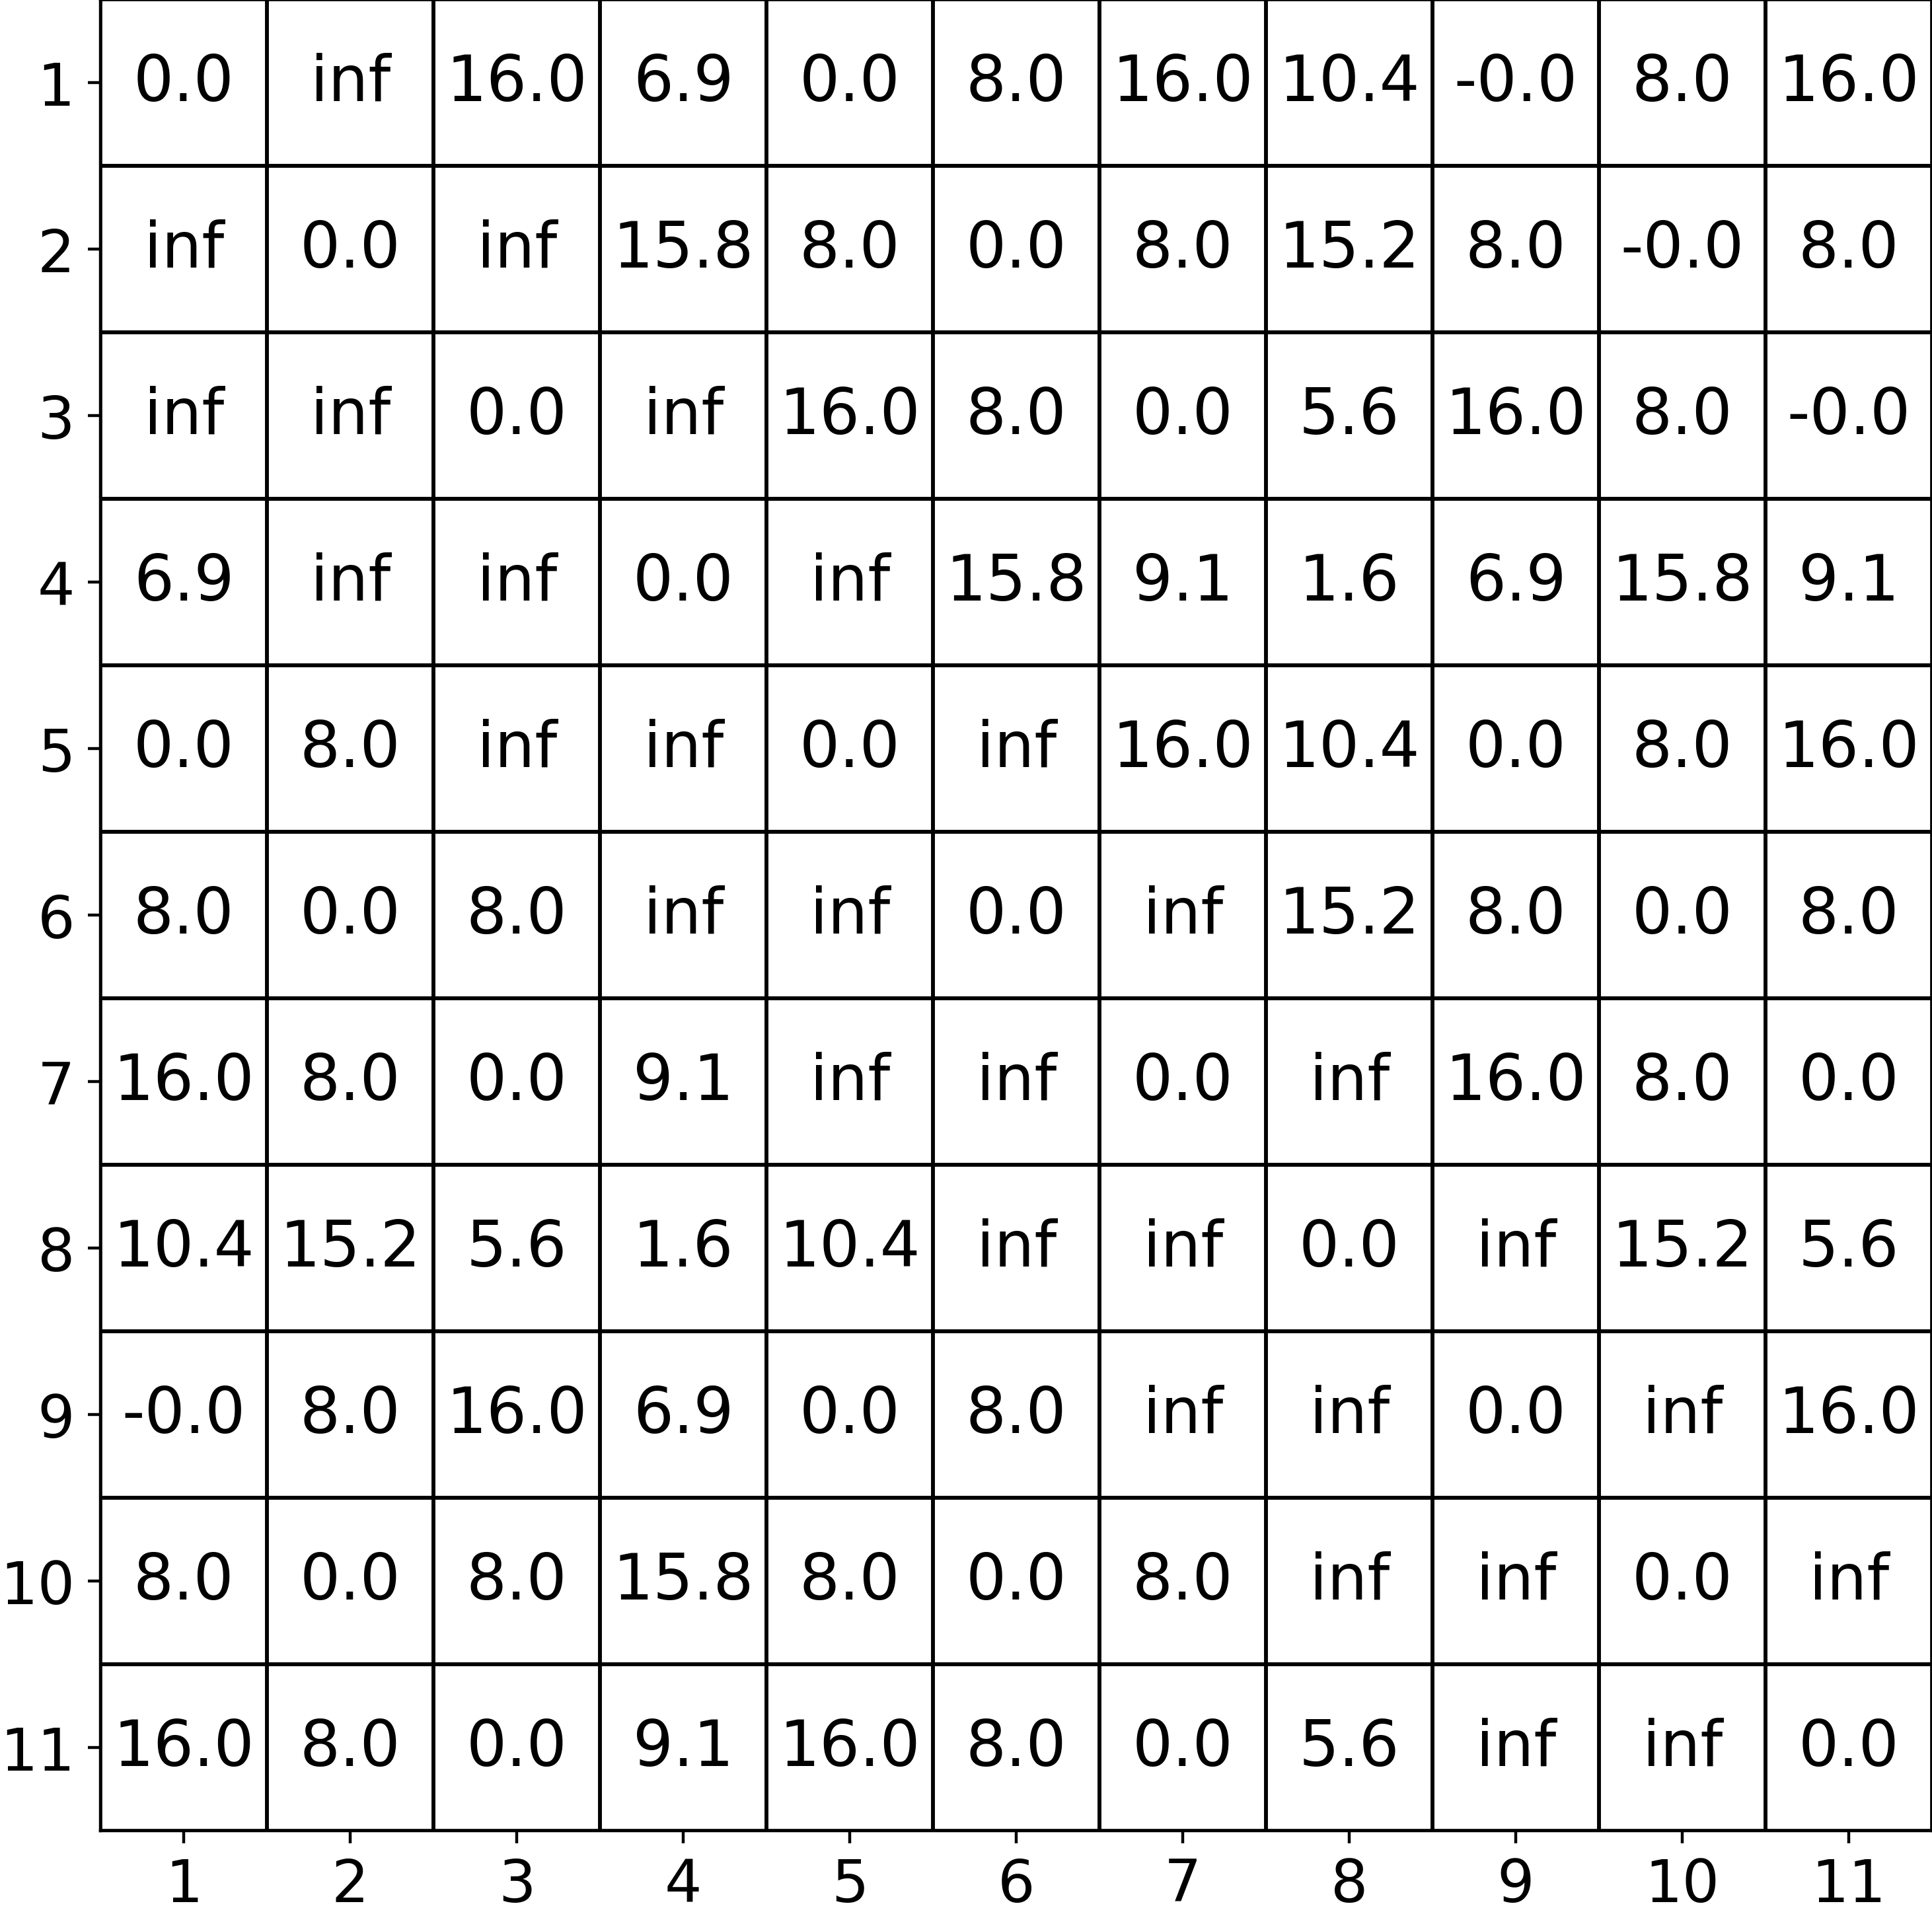 1 0.0 inf 16.0 6.9 0.0 8.0 16.0 10.4 -0.0 8.0 16.0
2 inf 0.0 inf 15.8 8.0 0.0 8.0 15.2 8.0 -0.0 8.0
3 inf inf 0.0 inf 16.0 8.0 0.0 5.6 16.0 8.0 -0.0
4 6.9 inf inf 0.0 inf 15.8 9.1 1.6 6.9 15.8 9.1
5 0.0 8.0 inf inf 0.0 inf 16.0 10.4 0.0 8.0 16.0
6 8.0 0.0 8.0 inf inf 0.0 inf 15.2 8.0 0.0 8.0
7 16.0 8.0 0.0 9.1 inf inf 0.0 inf 16.0 8.0 0.0
8 10.4 15.2 5.6 1.6 10.4 inf inf 0.0 inf 15.2 5.6
9 -0.0 8.0 16.0 6.9 0.0 8.0 inf inf 0.0 inf 16.0
10 8.0 0.0 8.0 15.8 8.0 0.0 8.0 inf inf 0.0 inf
11 16.0 8.0 0.0 9.1 16.0 8.0 0.0 5.6 inf inf 0.0
1 2 3 4 5 6 7 8 9 10 11